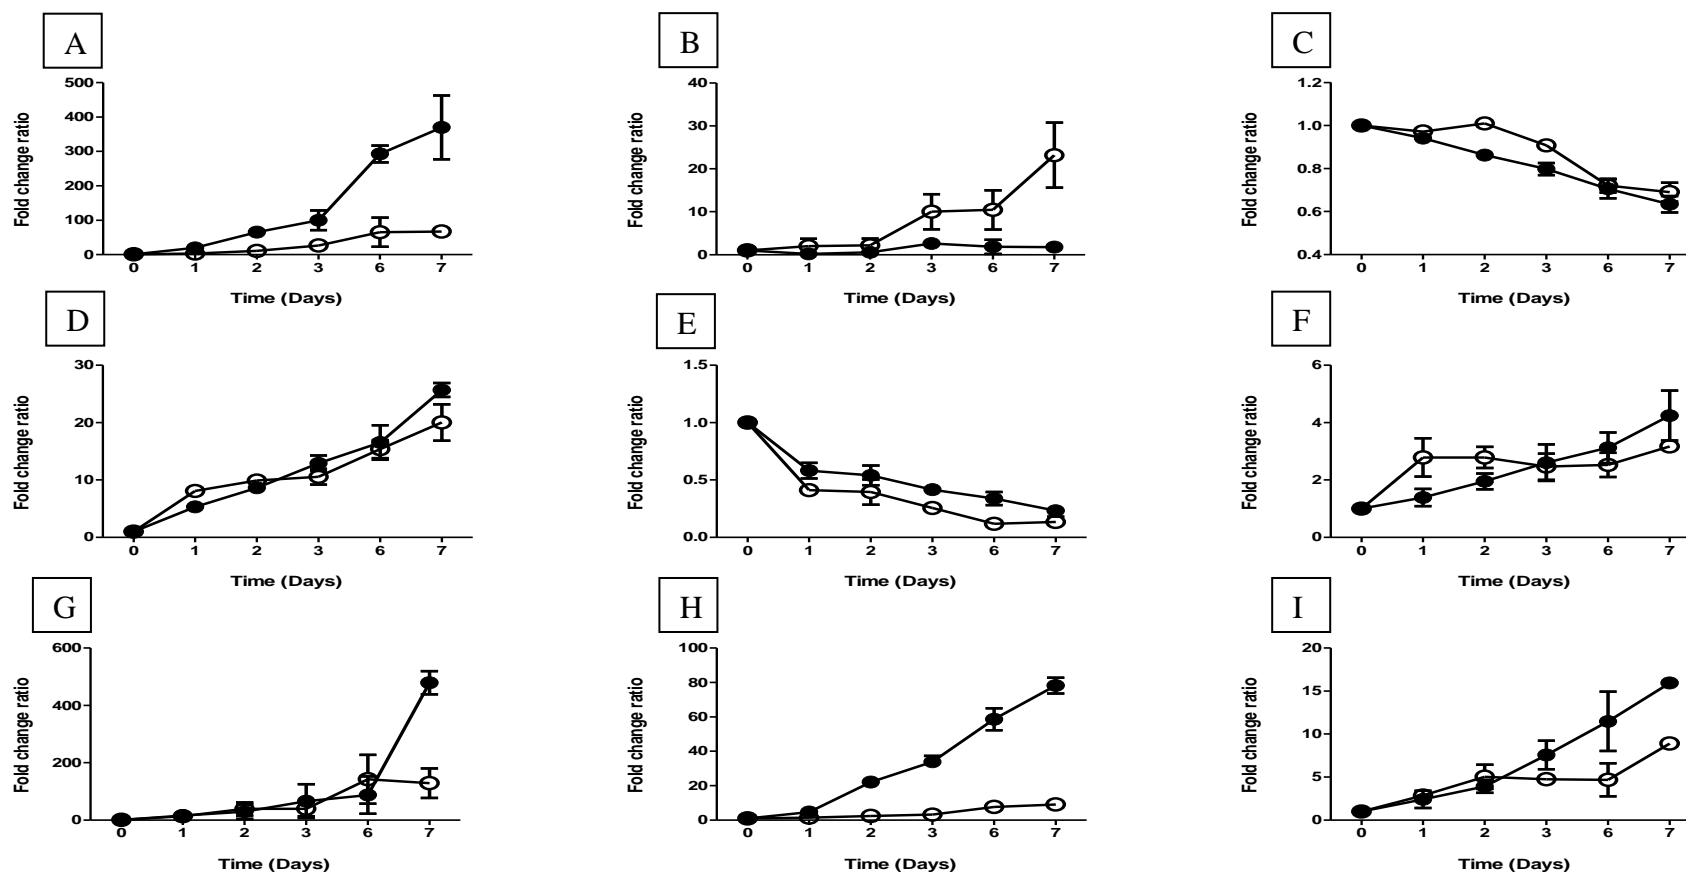 A
Fold change ratio
500
400
300
200
100
0
0 1 2 3 6 7
Time (Days)
B
Fold change ratio
40
30
20
10
0
0 1 2 3 6 7
Time (Days)
C
Fold change ratio
1.2
1.0
0.8
0.6
0.4
0 1 2 3 6 7
Time (Days)
D
Fold change ratio
30
20
10
0
0 1 2 3 6 7
Time (Days)
E
Fold change ratio
1.5
1.0
0.5
0.0
0 1 2 3 6 7
Time (Days)
F
Fold change ratio
6
4
2
0
0 1 2 3 6 7
Time (Days)
G
Fold change ratio
600
400
200
0
0 1 2 3 6 7
Time (Days)
H
Fold change ratio
100
80
60
40
20
0
0 1 2 3 6 7
Time (Days)
I
Fold change ratio
20
15
10
5
0
0 1 2 3 6 7
Time (Days)